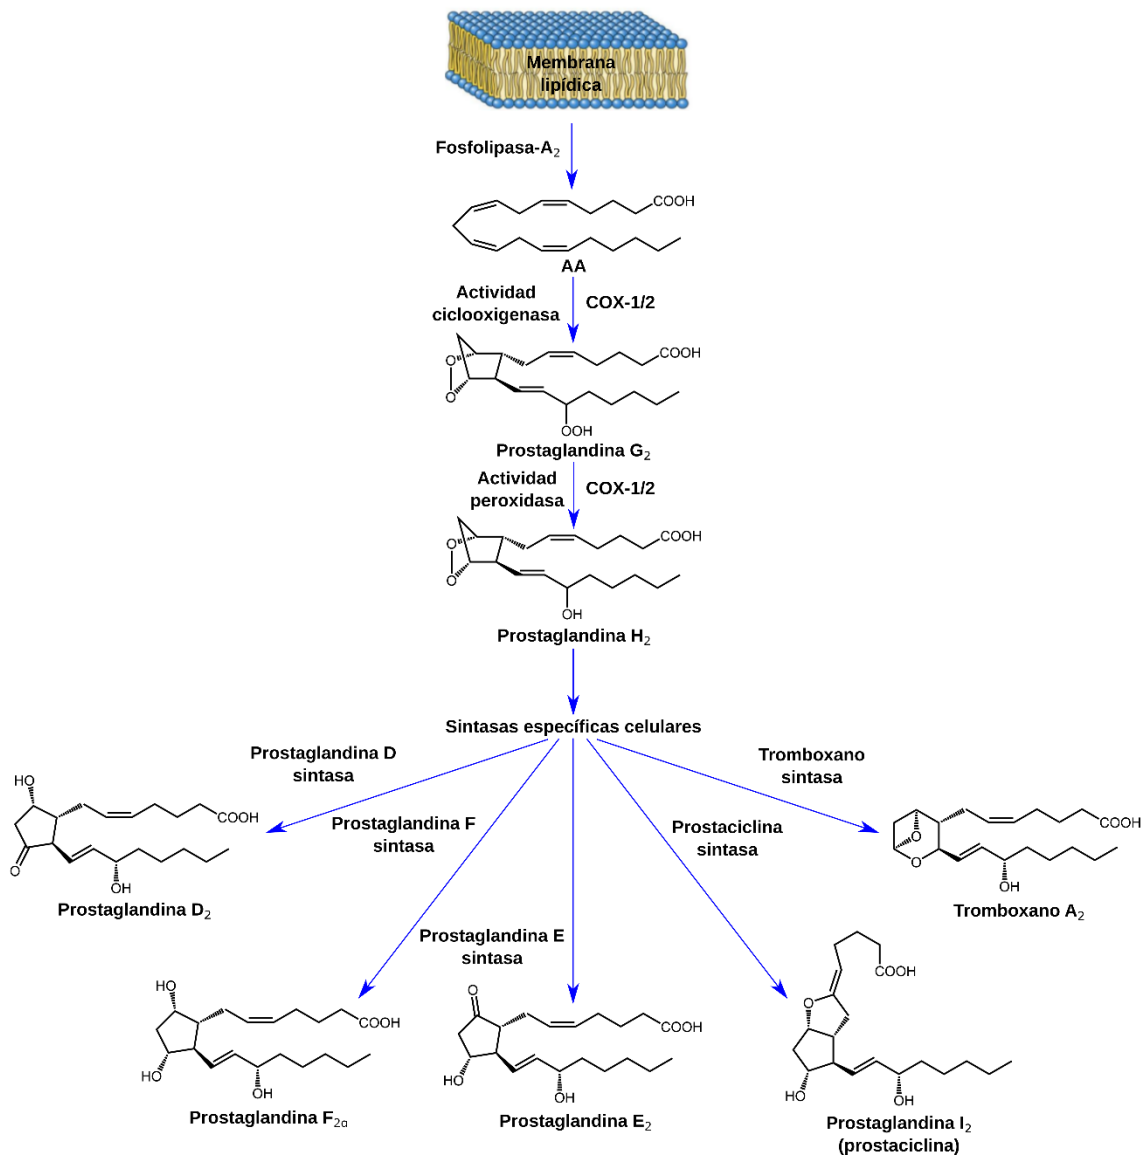 Membrana
lipídica
Fosfolipasa-A₂
COOH
AA
Actividad
ciclooxigenasa
COX-1/2
COOH
O
O
OOH
Prostaglandina G₂
Actividad
peroxidasa
COX-1/2
COOH
O
O
OH
Prostaglandina H₂
Sintasas específicas celulares
Prostaglandina D
sintasa
Prostaglandina F
sintasa
Prostaglandina E
sintasa
Prostaciclina
sintasa
Tromboxano
sintasa
HO
COOH
O
OH
Prostaglandina D₂
COOH
O
O
OH
Tromboxano A₂
HO
COOH
HO
OH
Prostaglandina F₂α
O
COOH
HO
OH
Prostaglandina E₂
COOH
O
HO
OH
Prostaglandina I₂
(prostaciclina)